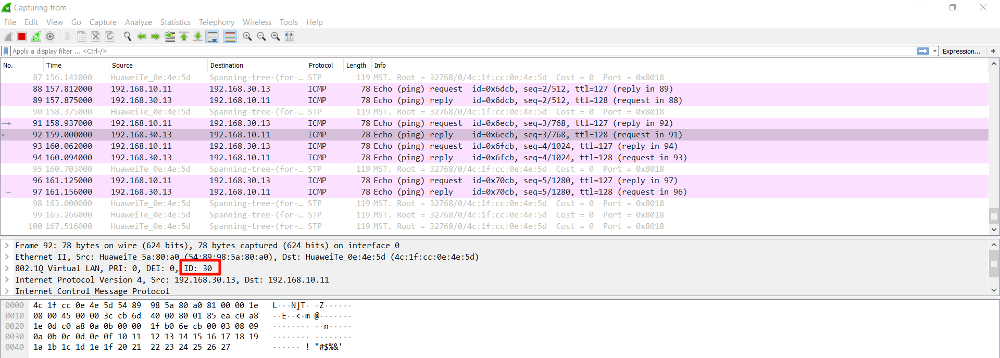 Capturing from -
File Edit View Go Capture Analyze Statistics Telephony Wireless Tools Help
Apply a display filter ... <Ctrl-/> Expression... +
No. Time Source Destination Protocol Length Info
87 156.141000 HuaweiTe_0e:4e:5d Spanning-tree-(for-… STP 119 MST. Root = 32768/0/4c:1f:cc:0e:4e:5d Cost = 0 Port = 0x8018
88 157.812000 192.168.10.11 192.168.30.13 ICMP 78 Echo (ping) request id=0x6dcb, seq=2/512, ttl=127 (reply in 89)
89 157.875000 192.168.30.13 192.168.10.11 ICMP 78 Echo (ping) reply id=0x6dcb, seq=2/512, ttl=128 (request in 88)
90 158.375000 HuaweiTe_0e:4e:5d Spanning-tree-(for-… STP 119 MST. Root = 32768/0/4c:1f:cc:0e:4e:5d Cost = 0 Port = 0x8018
91 158.937000 192.168.10.11 192.168.30.13 ICMP 78 Echo (ping) request id=0x6ecb, seq=3/768, ttl=127 (reply in 92)
92 159.000000 192.168.30.13 192.168.10.11 ICMP 78 Echo (ping) reply id=0x6ecb, seq=3/768, ttl=128 (request in 91)
93 160.062000 192.168.10.11 192.168.30.13 ICMP 78 Echo (ping) request id=0x6fcb, seq=4/1024, ttl=127 (reply in 94)
94 160.094000 192.168.30.13 192.168.10.11 ICMP 78 Echo (ping) reply id=0x6fcb, seq=4/1024, ttl=128 (request in 93)
95 160.703000 HuaweiTe_0e:4e:5d Spanning-tree-(for-… STP 119 MST. Root = 32768/0/4c:1f:cc:0e:4e:5d Cost = 0 Port = 0x8018
96 161.125000 192.168.10.11 192.168.30.13 ICMP 78 Echo (ping) request id=0x70cb, seq=5/1280, ttl=127 (reply in 97)
97 161.156000 192.168.30.13 192.168.10.11 ICMP 78 Echo (ping) reply id=0x70cb, seq=5/1280, ttl=128 (request in 96)
98 163.000000 HuaweiTe_0e:4e:5d Spanning-tree-(for-… STP 119 MST. Root = 32768/0/4c:1f:cc:0e:4e:5d Cost = 0 Port = 0x8018
99 165.266000 HuaweiTe_0e:4e:5d Spanning-tree-(for-… STP 119 MST. Root = 32768/0/4c:1f:cc:0e:4e:5d Cost = 0 Port = 0x8018
100 167.516000 HuaweiTe_0e:4e:5d Spanning-tree-(for-… STP 119 MST. Root = 32768/0/4c:1f:cc:0e:4e:5d Cost = 0 Port = 0x8018
Frame 92: 78 bytes on wire (624 bits), 78 bytes captured (624 bits) on interface 0
Ethernet II, Src: HuaweiTe_5a:80:a0 (54:89:98:5a:80:a0), Dst: HuaweiTe_0e:4e:5d (4c:1f:cc:0e:4e:5d)
802.1Q Virtual LAN, PRI: 0, DEI: 0, ID: 30
Internet Protocol Version 4, Src: 192.168.30.13, Dst: 192.168.10.11
Internet Control Message Protocol
0000 4c 1f cc 0e 4e 5d 54 89 98 5a 80 a0 81 00 00 1e L···N]T· ·Z······
0010 08 00 45 00 00 3c cb 6d 40 00 80 01 85 ea c0 a8 ··E··<·m @·······
0020 1e 0d c0 a8 0a 0b 00 00 1f b0 6e cb 00 03 08 09 ········ ··n·····
0030 0a 0b 0c 0d 0e 0f 10 11 12 13 14 15 16 17 18 19 ········ ········
0040 1a 1b 1c 1d 1e 1f 20 21 22 23 24 25 26 27 ······ ! "#$%&'